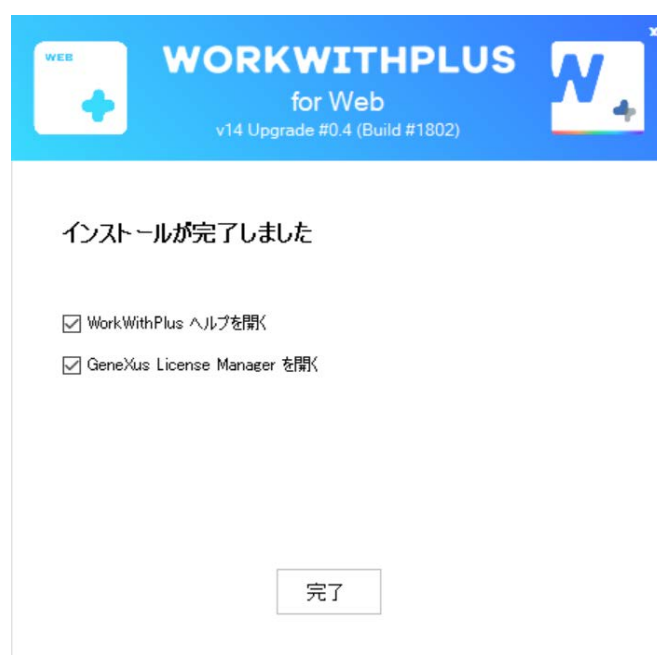 WEB
WORKWITHPLUS
for Web
v14 Upgrade #0.4 (Build #1802)
x
インストールが完了しました
WorkWithPlus ヘルプを開く
GeneXus License Manager を開く
完了